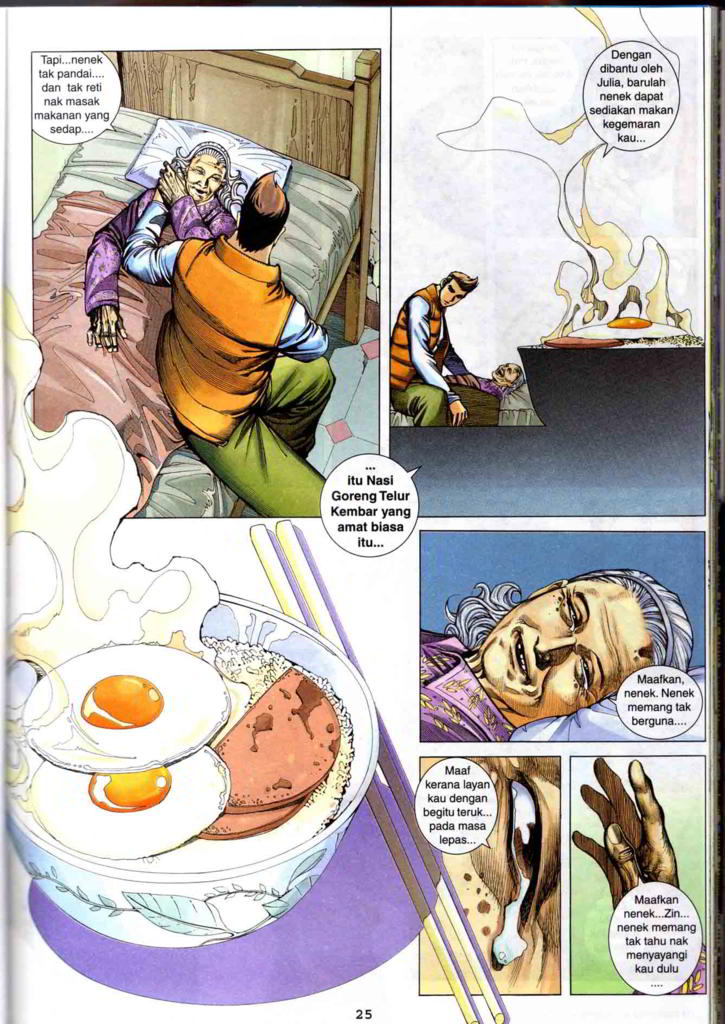 Tapi...nenek
tak pandai....
dan tak reti
nak masak
makanan yang
sedap....
Dengan
dibantu oleh
Julia, barulah
nenek dapat
sediakan makan
kegemaran
kau...
...
itu Nasi
Goreng Telur
Kembar yang
amat biasa
itu...
Maafkan,
nenek. Nenek
memang tak
berguna....
Maaf
kerana layan
kau dengan
begitu teruk...
pada masa
lepas...
Maafkan
nenek...Zin...
nenek memang
tak tahu nak
menyayangi
kau dulu
....
25